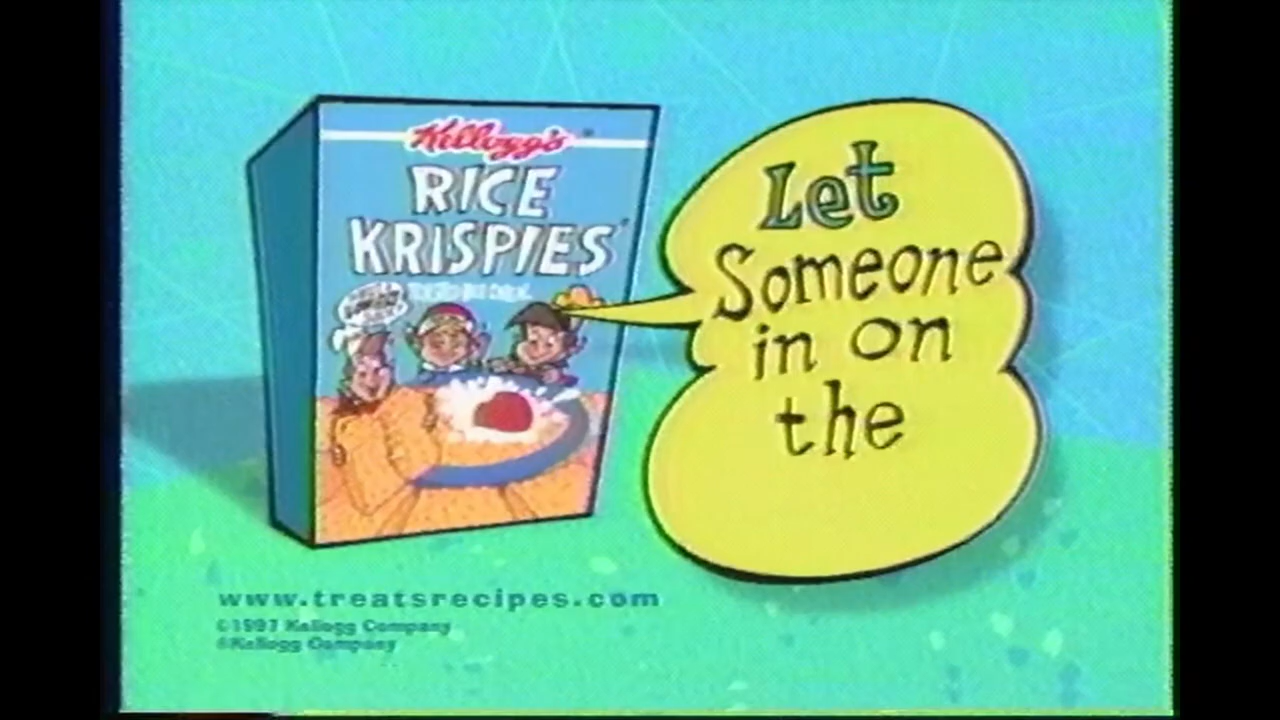 Kellogg's
RICE
KRISPIES
Let
Someone
in on
the
www.treatsrecipes.com
©1997 Kellogg Company
®Kellogg Company